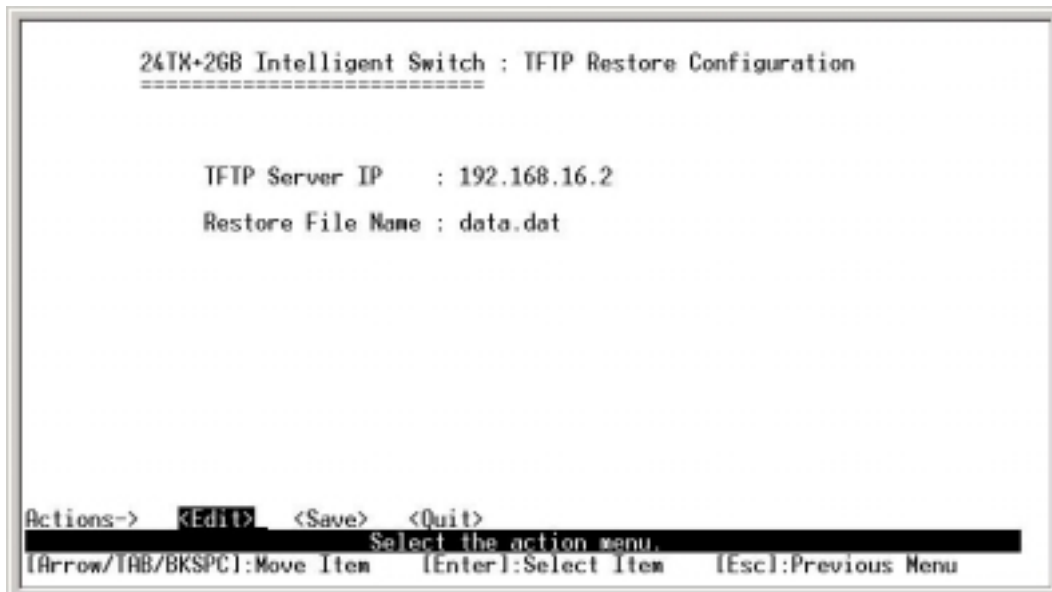 24TX+2GB Intelligent Switch : TFTP Restore Configuration
===========================
TFTP Server IP : 192.168.16.2
Restore File Name : data.dat
Actions-> <Edit> <Save> <Quit>
Select the action menu.
[Arrow/TAB/BKSPC]:Move Item [Enter]:Select Item [Esc]:Previous Menu